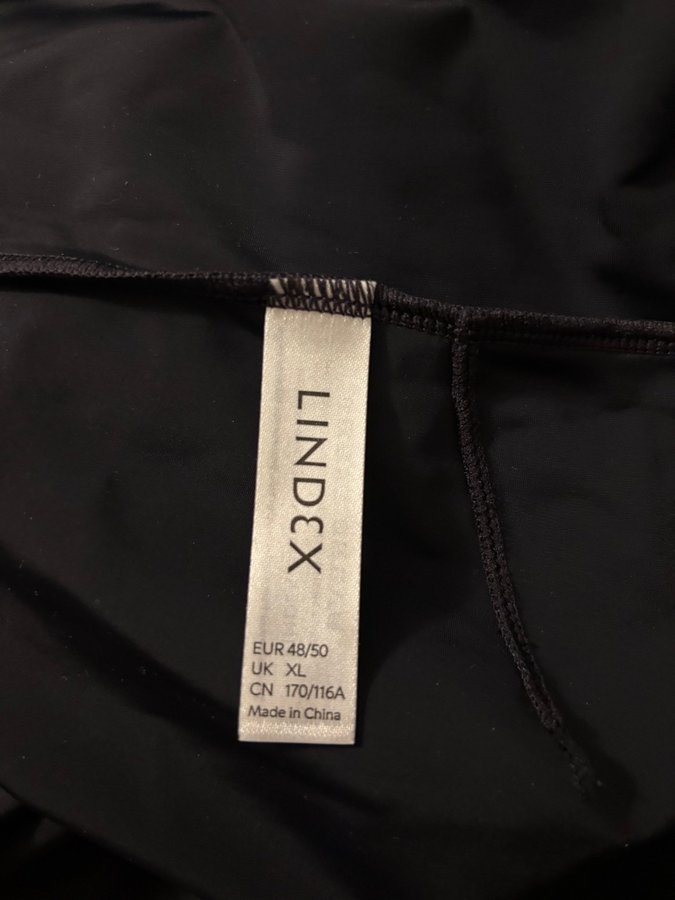 LINDEX
EUR 48/50
UK XL
CN 170/116A
Made in China